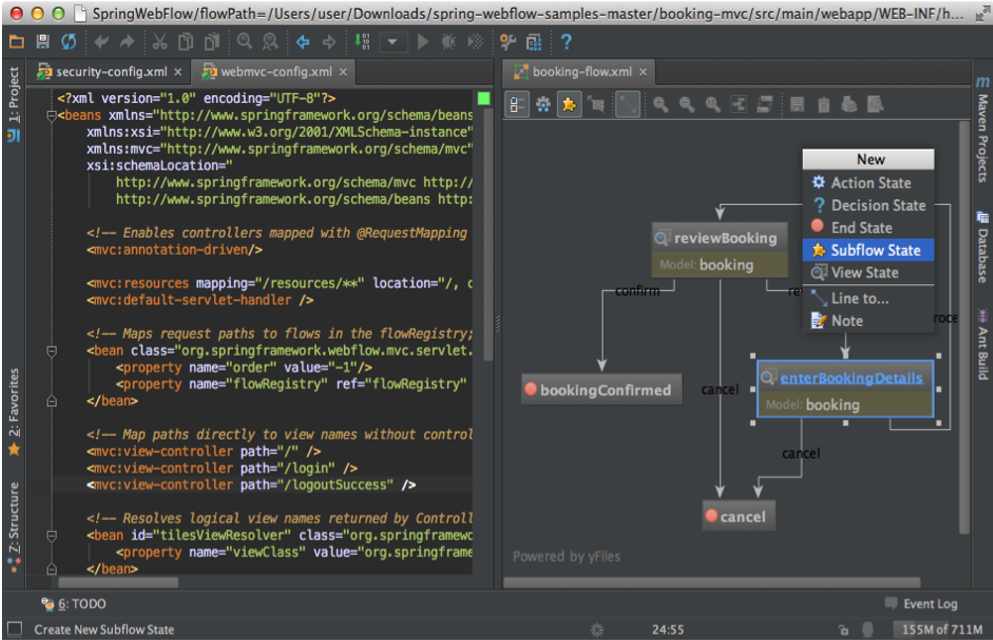 SpringWebFlow/flowPath=/Users/user/Downloads/spring-webflow-samples-master/booking-mvc/src/main/webapp/WEB-INF/h...
1: Project
2: Favorites
Z: Structure
security-config.xml
webmvc-config.xml
<?xml version="1.0" encoding="UTF-8"?>
<beans xmlns="http://www.springframework.org/schema/beans
xmlns:xsi="http://www.w3.org/2001/XMLSchema-instance"
xmlns:mvc="http://www.springframework.org/schema/mvc"
xsi:schemaLocation="
http://www.springframework.org/schema/mvc http:/
http://www.springframework.org/schema/beans http:
<!-- Enables controllers mapped with @RequestMapping
<mvc:annotation-driven/>
<mvc:resources mapping="/resources/**" location="/, c
<mvc:default-servlet-handler />
<!-- Maps request paths to flows in the flowRegistry;
<bean class="org.springframework.webflow.mvc.servlet.
<property name="order" value="-1"/>
<property name="flowRegistry" ref="flowRegistry"
</bean>
<!-- Map paths directly to view names without control
<mvc:view-controller path="/" />
<mvc:view-controller path="/login" />
<mvc:view-controller path="/logoutSuccess" />
<!-- Resolves logical view names returned by Controll
<bean id="tilesViewResolver" class="org.springframewo
<property name="viewClass" value="org.springframe
</bean>
booking-flow.xml
New
Action State
Decision State
End State
Subflow State
View State
Line to...
Note
reviewBooking
Model: booking
confirm
re
roce
bookingConfirmed
cancel
enterBookingDetails
Model: booking
cancel
cancel
Powered by yFiles
Maven Projects
Database
Ant Build
6: TODO
Event Log
Create New Subflow State
24:55
155M of 711M